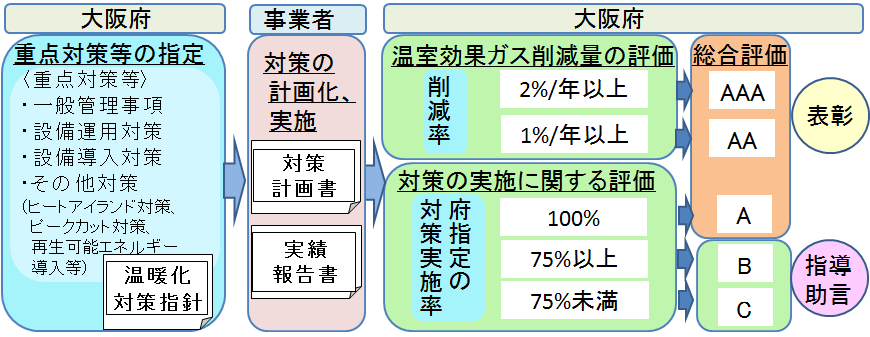 大阪府
重点対策等の指定
〈重点対策等〉
・一般管理事項
・設備運用対策
・設備導入対策
・その他対策
(ヒートアイランド対策、
ピークカット対策、
再生可能エネルギー
導入等)
温暖化
対策指針
事業者
対策の
計画化、
実施
対策
計画書
実績
報告書
大阪府
温室効果ガス削減量の評価
削減率
2%/年以上
1%/年以上
対策の実施に関する評価
府指定の
対策実施率
100%
75%以上
75%未満
総合評価
AAA
AA
A
B
C
表彰
指導
助言